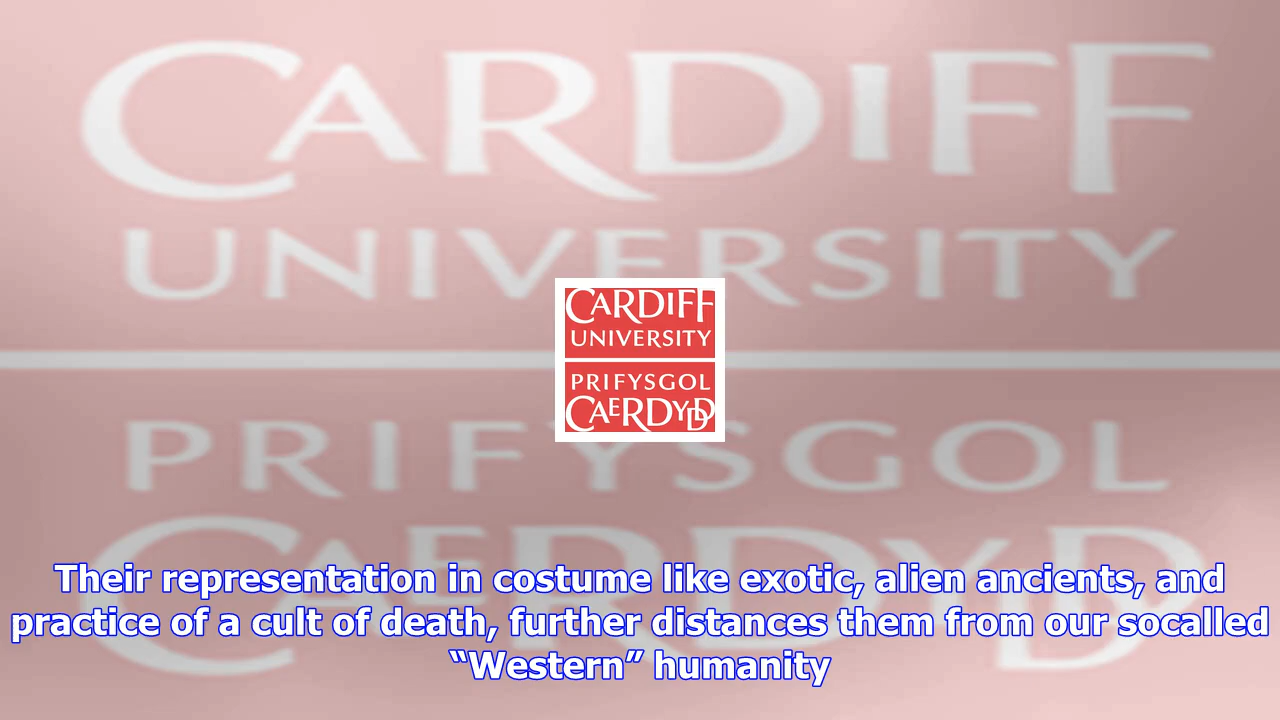 CARDIFF
UNIVERSITY
PRIFYSGOL
CAERDYD
CARDIFF
UNIVERSITY
PRIFYSGOL
CAERDYD
Their representation in costume like exotic, alien ancients, and
practice of a cult of death, further distances them from our socalled
“Western” humanity